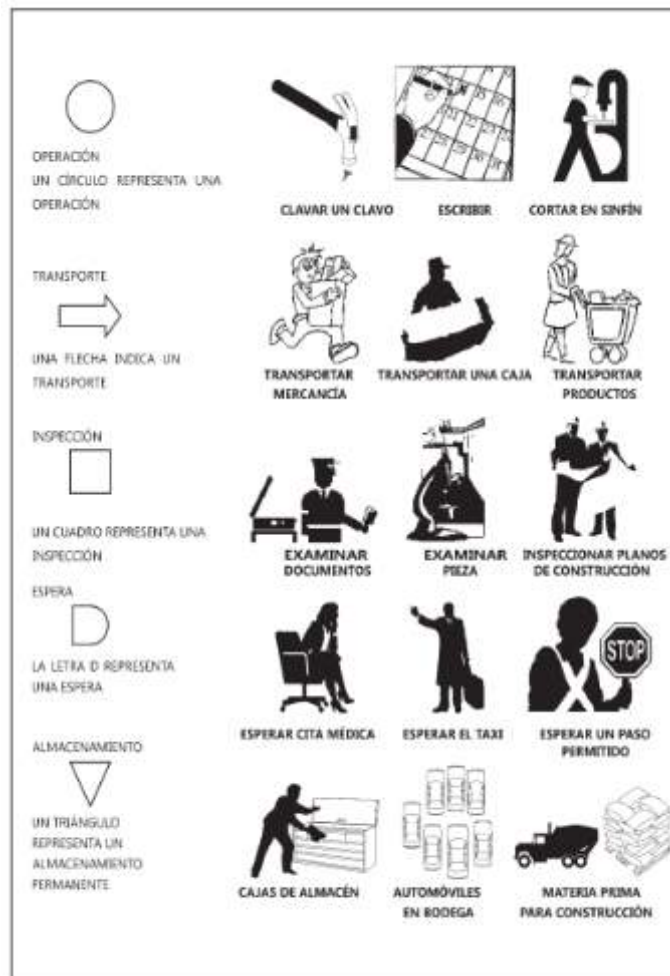 OPERACIÓN
UN CÍRCULO REPRESENTA UNA
OPERACIÓN
CLAVAR UN CLAVO
ESCRIBIR
CORTAR EN SINFÍN
TRANSPORTE
UNA FLECHA INDICA UN
TRANSPORTE
TRANSPORTAR
MERCANCÍA
TRANSPORTAR UNA CAJA
TRANSPORTAR
PRODUCTOS
INSPECCIÓN
UN CUADRO REPRESENTA UNA
INSPECCIÓN
EXAMINAR
DOCUMENTOS
EXAMINAR
PIEZA
INSPECCIONAR PLANOS
DE CONSTRUCCIÓN
ESPERA
LA LETRA D REPRESENTA
UNA ESPERA
ESPERAR CITA MÉDICA
ESPERAR EL TAXI
STOP
ESPERAR UN PASO
PERMITIDO
ALMACENAMIENTO
UN TRIÁNGULO
REPRESENTA UN
ALMACENAMIENTO
PERMANENTE
CAJAS DE ALMACÉN
AUTOMÓVILES
EN BODEGA
MATERIA PRIMA
PARA CONSTRUCCIÓN